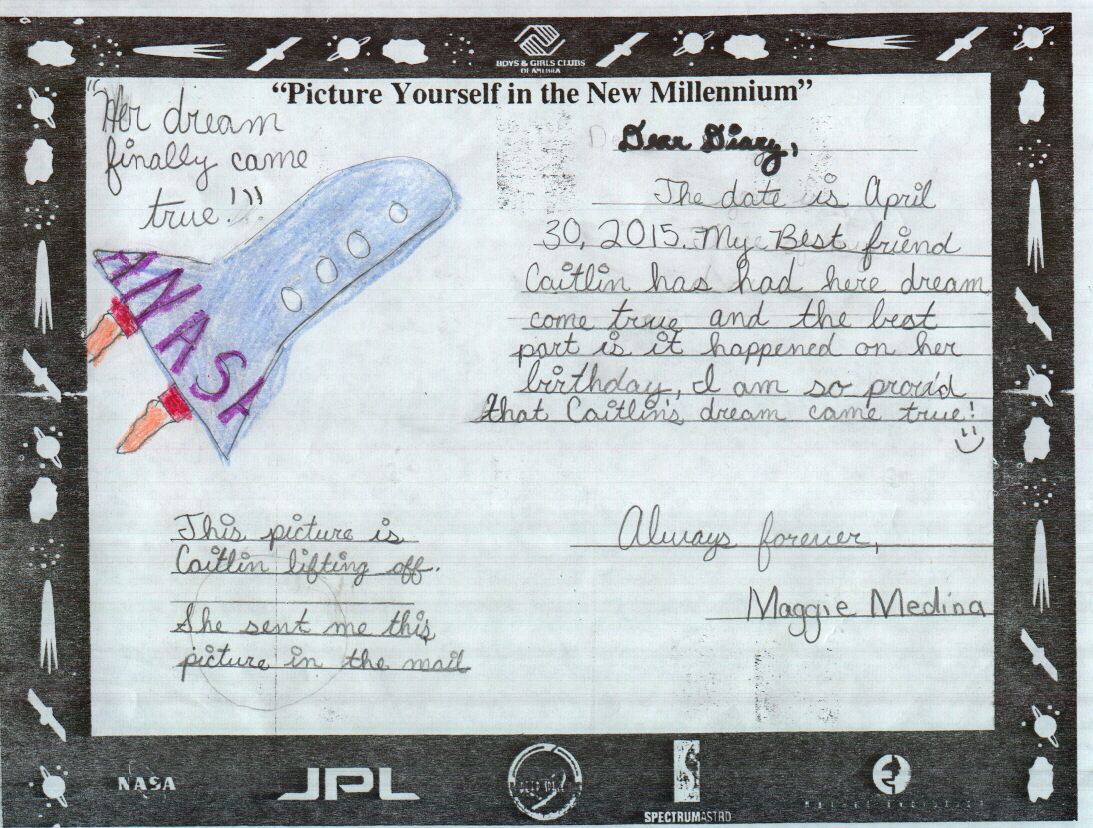 BOYS & GIRLS CLUBS
OF AMERICA
"Picture Yourself in the New Millennium"
"Her dream
finally came
true!!!
ANASA
Dear Diary,
The date is April
30, 2015. My Best friend
Caitlin has had here dream
come true and the best
part is it happened on her
birthday, I am so proud
that Caitlin's dream came true!
This picture is
Caitlin lifting off.
She sent me this
picture in the mail
Always forever,
Maggie Medina
NASA
JPL
SPECTRUMASTRO